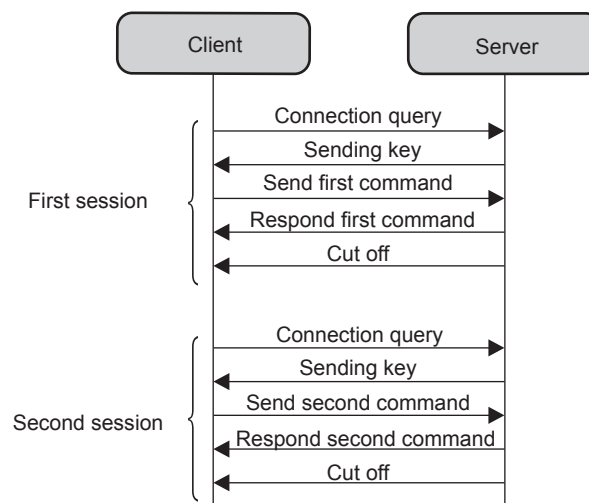 Client
Server
Connection query
Sending key
Send first command
First session
Respond first command
Cut off
Connection query
Sending key
Send second command
Second session
Respond second command
Cut off